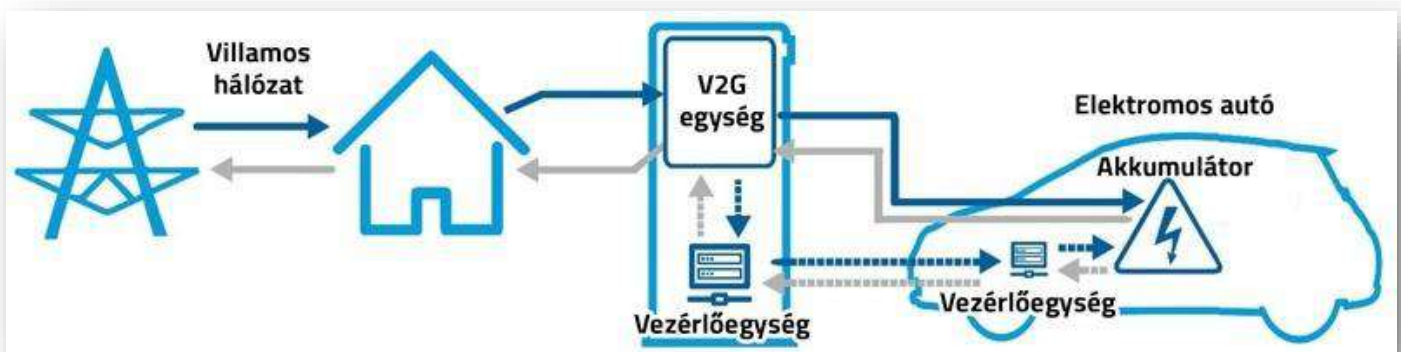 Villamos
hálózat
V2G
egység
Elektromos autó
Akkumulátor
Vezérlőegység
Vezérlőegység